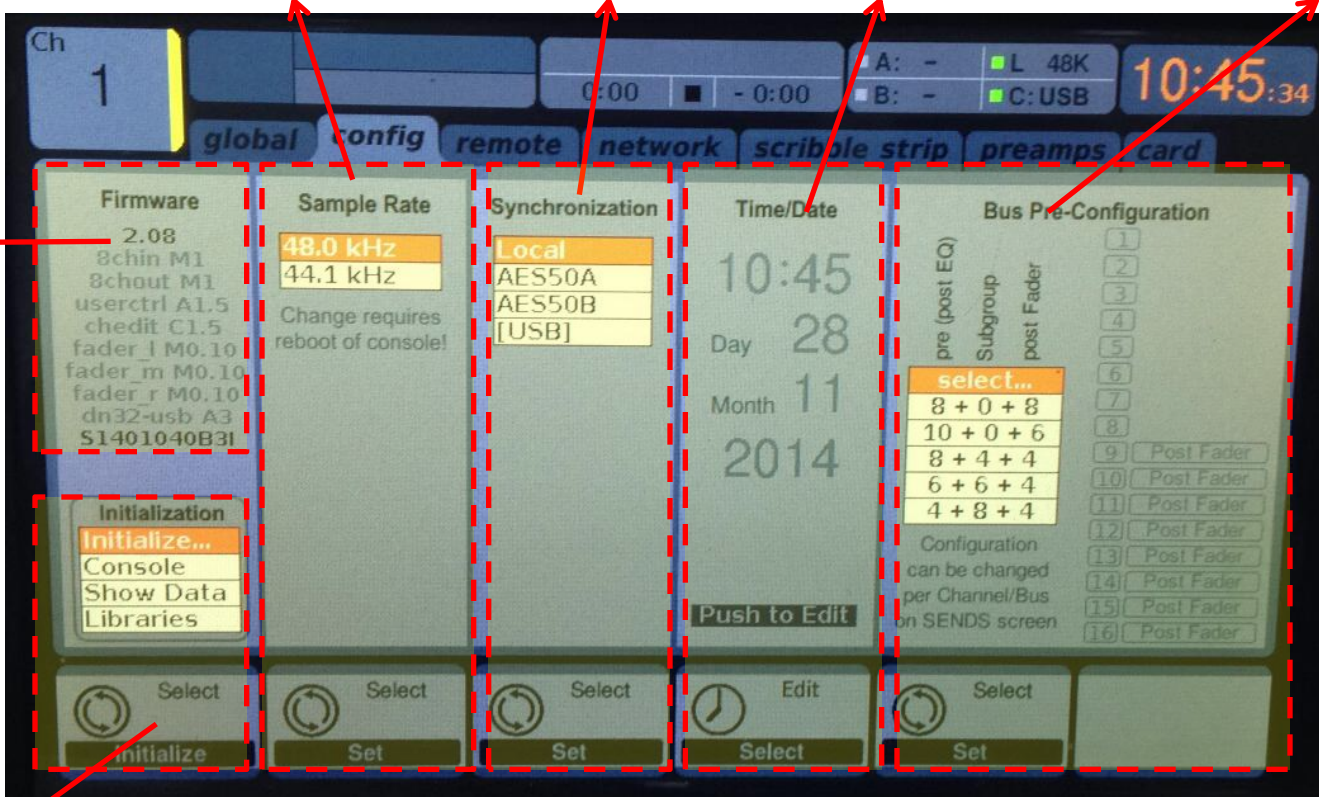 Ch
1
0:00
- 0:00
A: -
B: -
L 48K
C: USB
10:45:34
global
config
remote
network
scribble strip
preamps
card
Firmware
2.08
8chin M1
8chout M1
userctrl A1.5
chedit C1.5
fader_l M0.10
fader_m M0.10
fader_r M0.10
dn32-usb A3
S1401040B3I
Initialization
Initialize...
Console
Show Data
Libraries
Select
Initialize
Sample Rate
48.0 kHz
44.1 kHz
Change requires
reboot of console!
Select
Set
Synchronization
Local
AES50A
AES50B
[USB]
Select
Set
Time/Date
10:45
Day 28
Month 11
2014
Push to Edit
Edit
Select
Bus Pre-Configuration
pre (post EQ)
Subgroup
post Fader
select...
8 + 0 + 8
10 + 0 + 6
8 + 4 + 4
6 + 6 + 4
4 + 8 + 4
Configuration
can be changed
per Channel/Bus
on SENDS screen
1
2
3
4
5
6
7
8
9 Post Fader
10 Post Fader
11 Post Fader
12 Post Fader
13 Post Fader
14 Post Fader
15 Post Fader
16 Post Fader
Select
Set